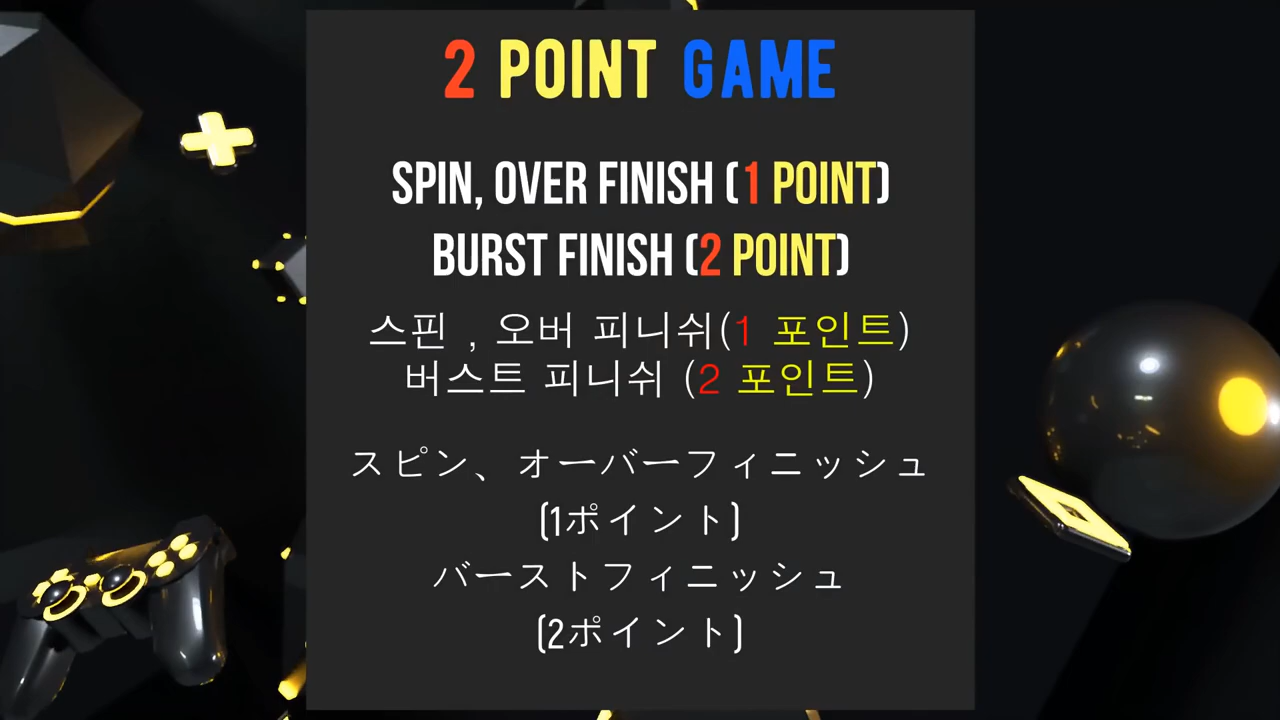 2 POINT GAME
SPIN, OVER FINISH (1 POINT)
BURST FINISH (2 POINT)
스핀 , 오버 피니쉬(1 포인트)
버스트 피니쉬 (2 포인트)
スピン、オーバーフィニッシュ
(1ポイント)
バーストフィニッシュ
(2ポイント)